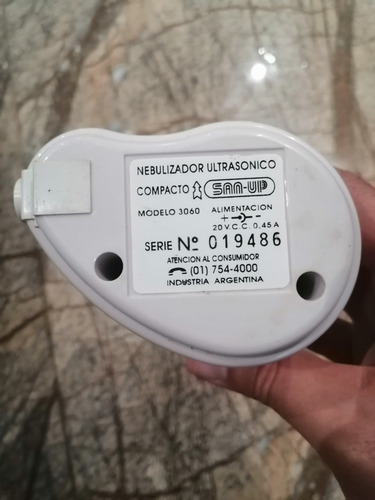 NEBULIZADOR ULTRASONICO
COMPACTO SAN-UP
MODELO 3060 ALIMENTACION
+ -
20 V.C.C. 0,45 A
SERIE Nº 019486
ATENCION AL CONSUMIDOR
(01) 754-4000
INDUSTRIA ARGENTINA